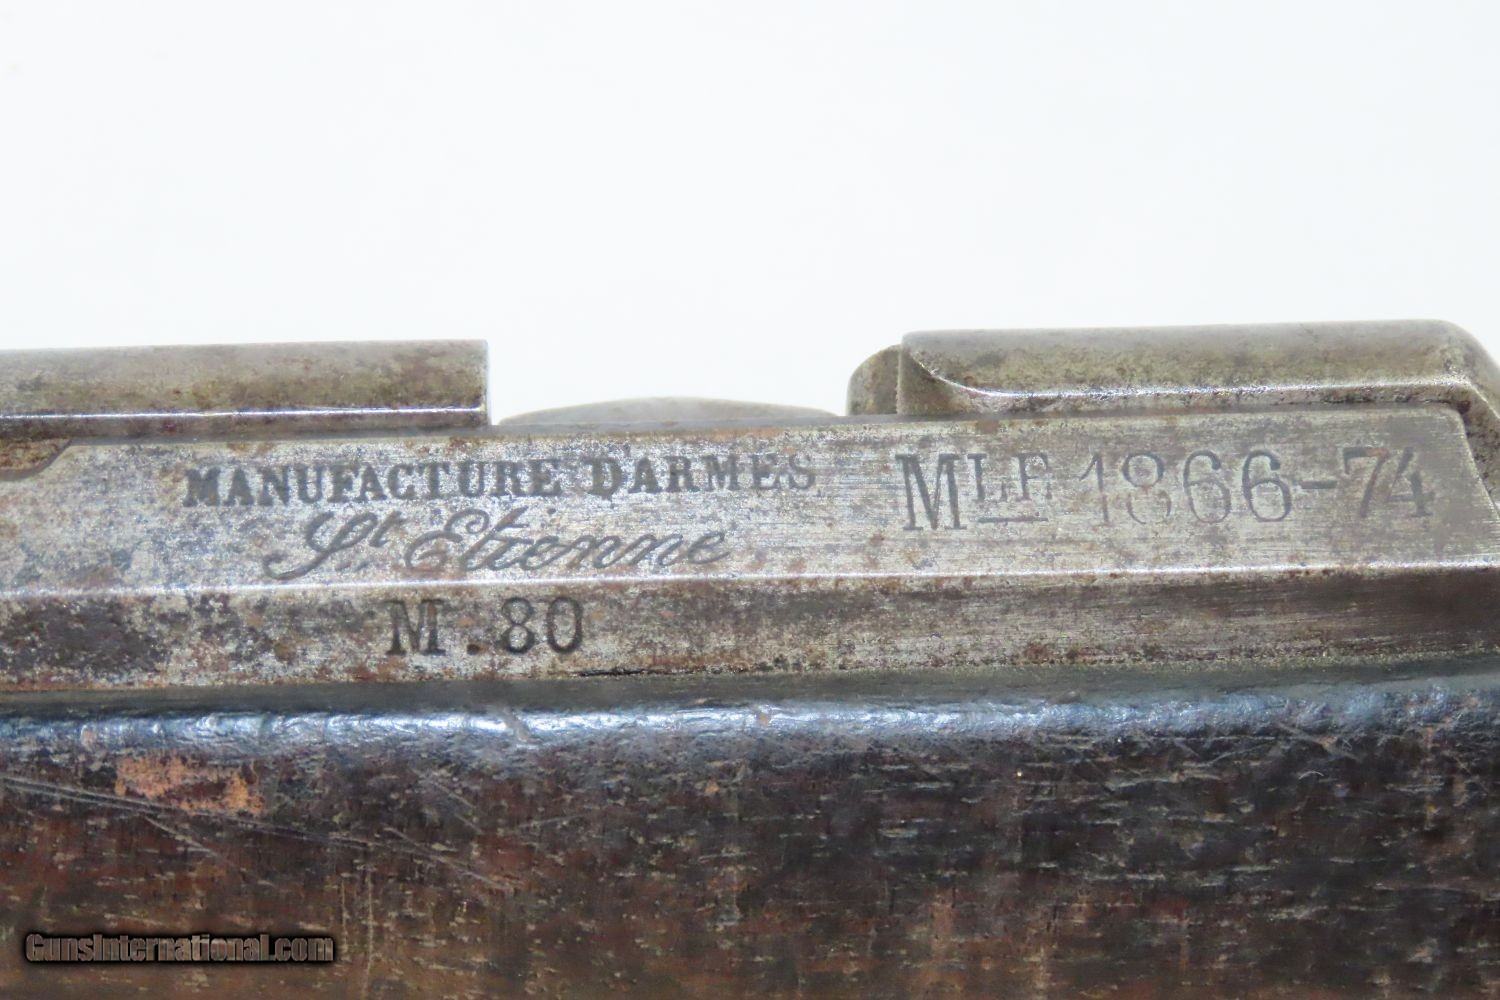 MANUFACTURE D'ARMES
St. Etienne
MLE 1866-74
M.80
GunsInternational.com